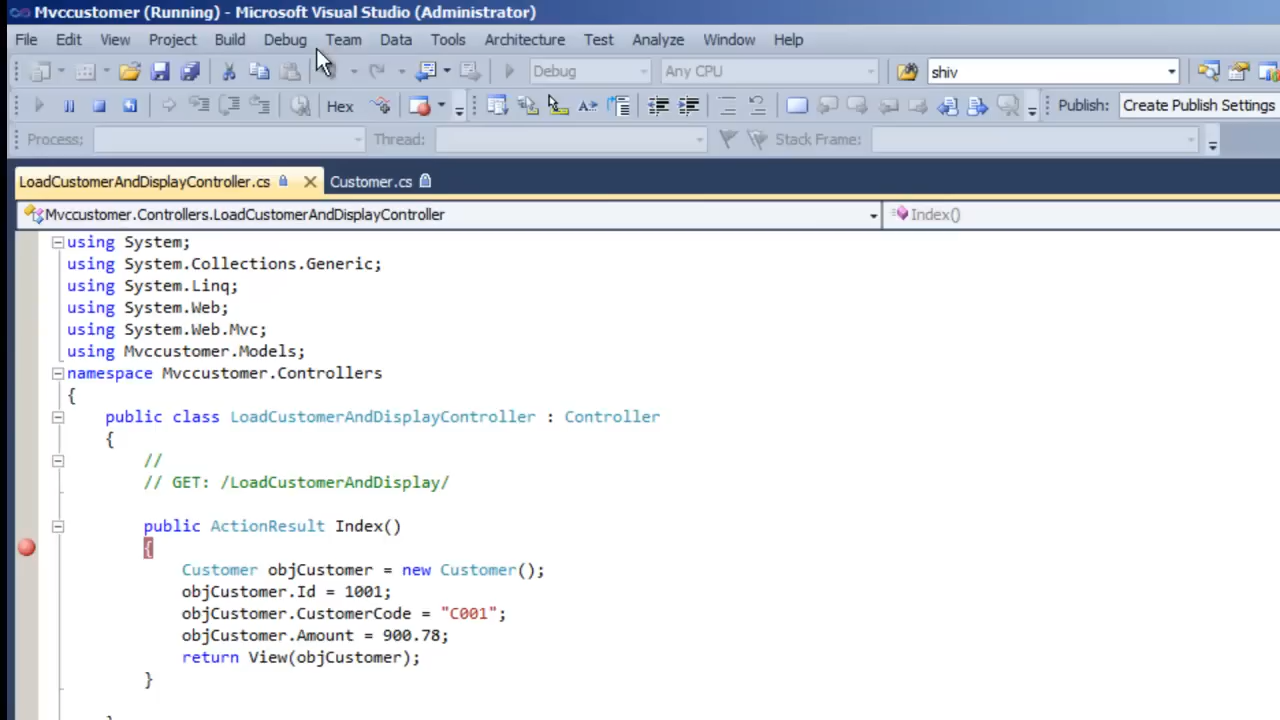 Mvccustomer (Running) - Microsoft Visual Studio (Administrator)
File Edit View Project Build Debug Team Data Tools Architecture Test Analyze Window Help
Debug Any CPU shiv
Hex Publish: Create Publish Settings
Process: Thread: Stack Frame:
LoadCustomerAndDisplayController.cs Customer.cs
Mvccustomer.Controllers.LoadCustomerAndDisplayController Index()
using System;
using System.Collections.Generic;
using System.Linq;
using System.Web;
using System.Web.Mvc;
using Mvccustomer.Models;
namespace Mvccustomer.Controllers
{
public class LoadCustomerAndDisplayController : Controller
{
//
// GET: /LoadCustomerAndDisplay/
public ActionResult Index()
{
Customer objCustomer = new Customer();
objCustomer.Id = 1001;
objCustomer.CustomerCode = "C001";
objCustomer.Amount = 900.78;
return View(objCustomer);
}
}